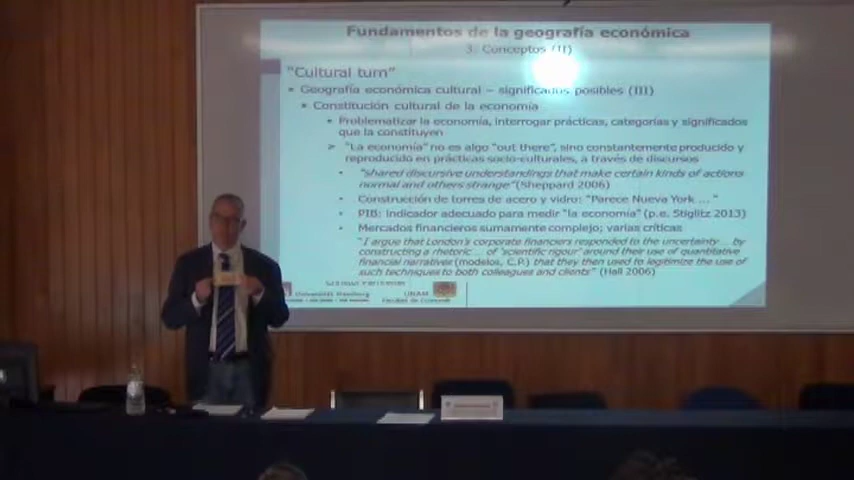 Fundamentos de la geografía económica
3. Conceptos (II)
"Cultural turn"
• Geografía económica cultural – significados posibles (III)
• Constitución cultural de la economía
• Problematizar la economía, interrogar prácticas, categorías y significados
que la constituyen
➢ "La economía" no es algo "out there", sino constantemente producido y
reproducido en prácticas socio-culturales, a través de discursos
• "shared discursive understandings that make certain kinds of actions
normal and others strange" (Sheppard 2006)
• Construcción de torres de acero y vidro: "Parece Nueva York ... "
• PIB: indicador adecuado para medir "la economía" (p.e. Stiglitz 2013)
• Mercados financieros sumamente complejo; varias críticas
"I argue that London's corporate financiers responded to the uncertainty ... by
constructing a rhetoric ... of 'scientific rigour' around their use of quantitative
financial narratives (modelos, C.P.) that they then used to legitimize the use of
such techniques to both colleagues and clients" (Hall 2006)
UNAM
Facultad de Economía